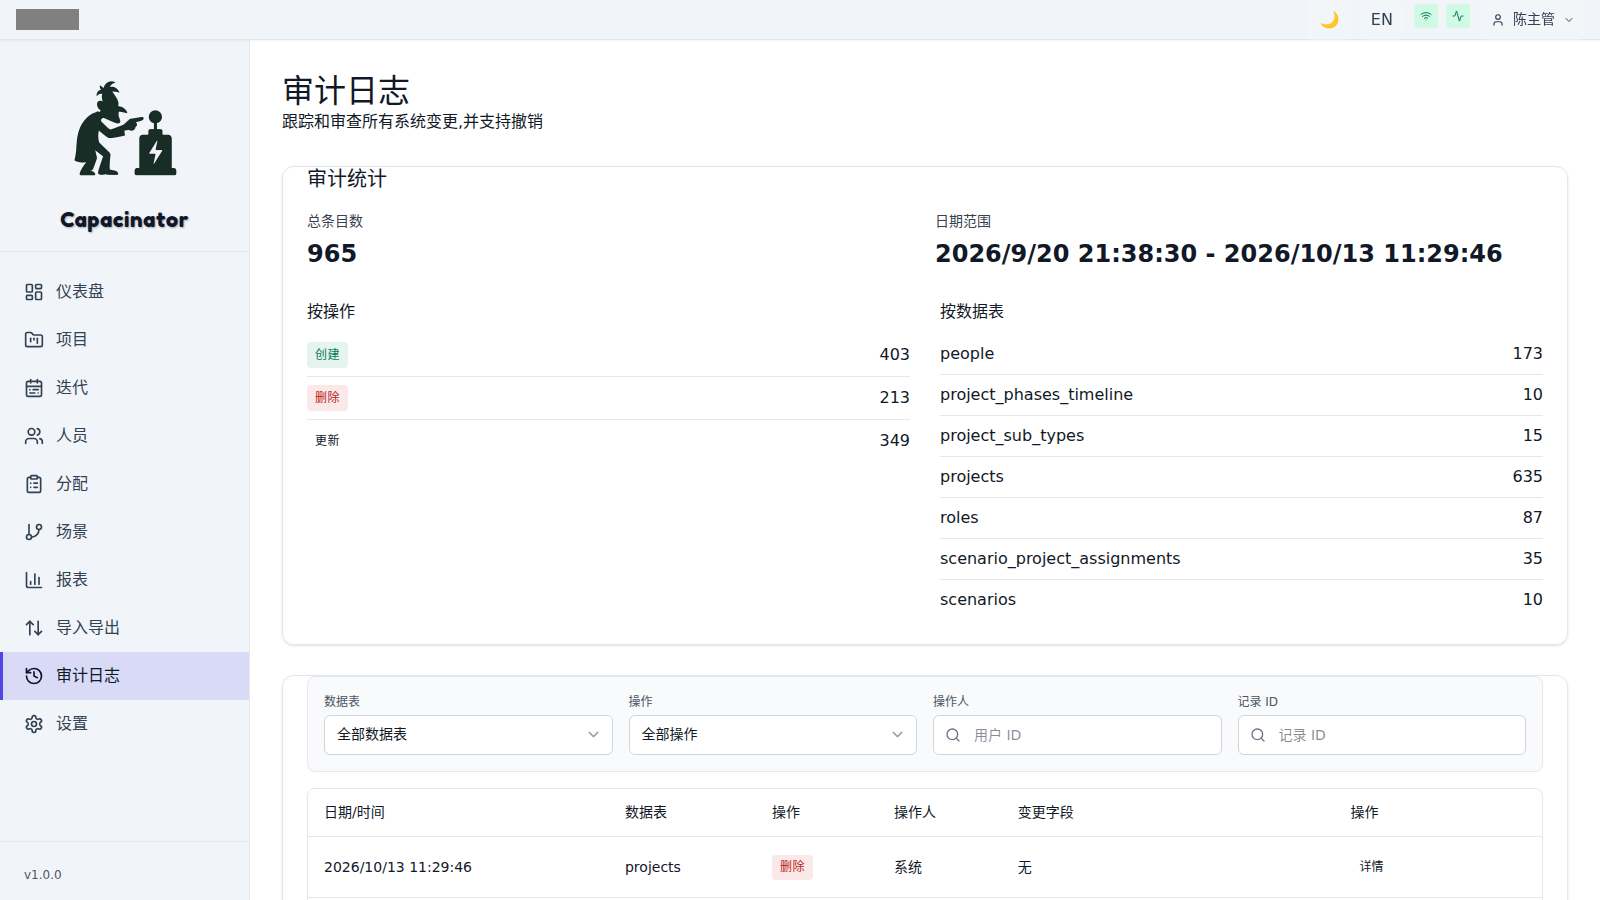 EN
陈主管
Capacinator
仪表盘
项目
迭代
人员
分配
场景
报表
导入导出
审计日志
设置
v1.0.0
审计日志
跟踪和审查所有系统变更,并支持撤销
审计统计
总条目数
965
日期范围
2026/9/20 21:38:30 - 2026/10/13 11:29:46
按操作
创建 403
删除 213
更新 349
按数据表
people 173
project_phases_timeline 10
project_sub_types 15
projects 635
roles 87
scenario_project_assignments 35
scenarios 10
数据表 操作 操作人 记录 ID
全部数据表 全部操作 用户 ID 记录 ID
日期/时间 数据表 操作 操作人 变更字段 操作
2026/10/13 11:29:46 projects 删除 系统 无 详情